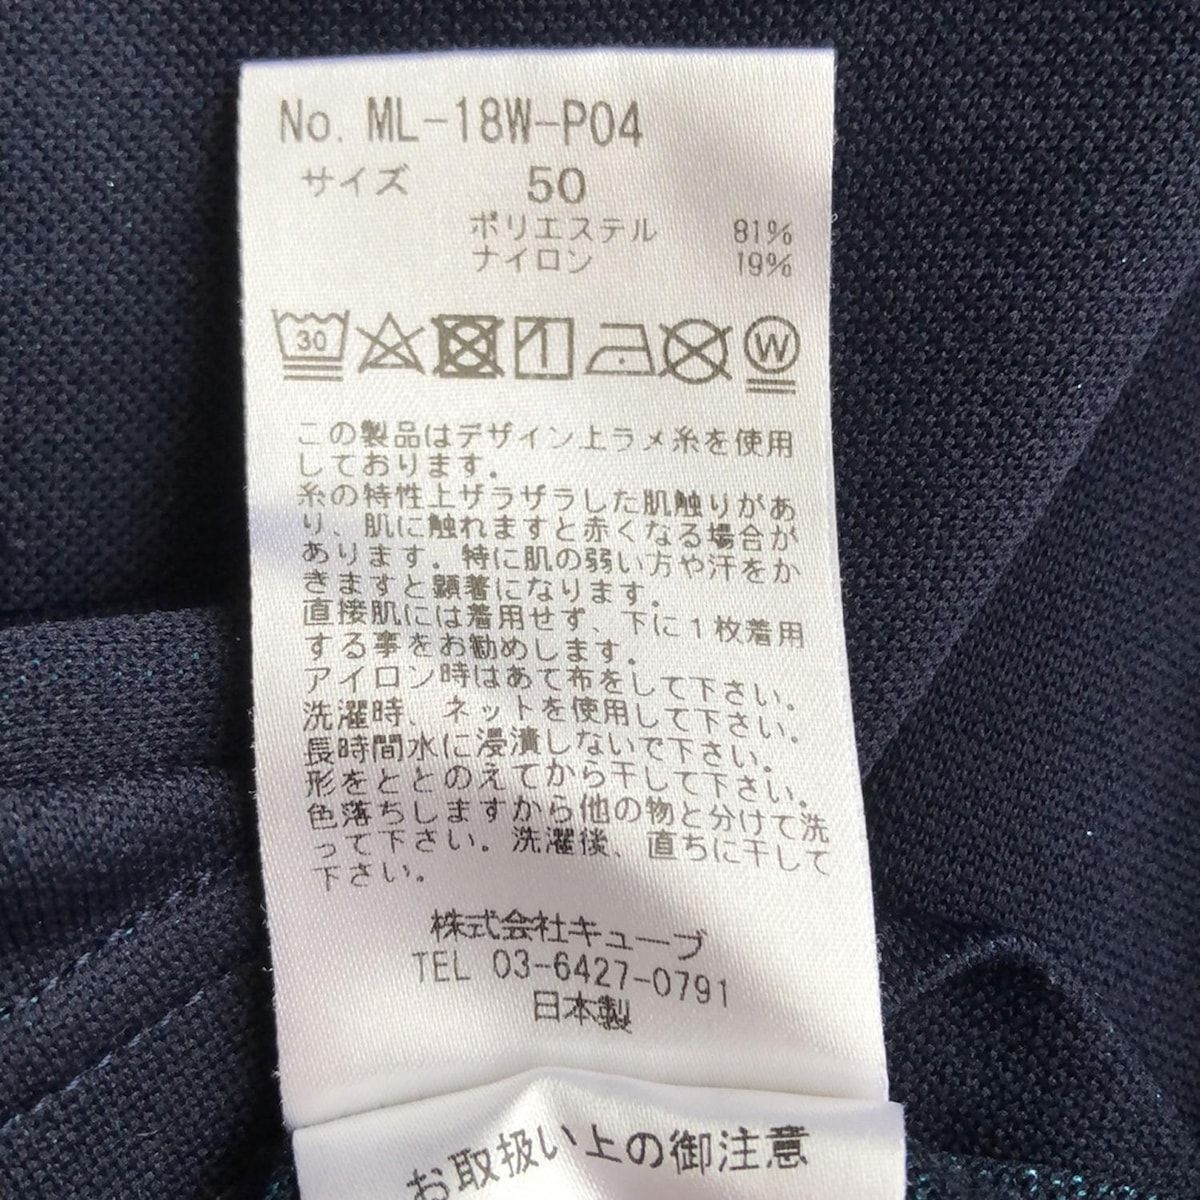 No. ML-18W-P04
サイズ 50
ポリエステル 81%
ナイロン 19%
30
W
この製品はデザイン上ラメ糸を使用
しております.
糸の特性上ザラザラした肌触りがあ
り、肌に触れますと赤くなる場合が
あります. 特に肌の弱い方や汗をか
きますと顕著になります.
直接肌には着用せず、下に1枚着用
する事をお勧めします.
アイロン時はあて布をして下さい.
洗濯時、ネットを使用して下さい.
長時間水に浸漬しないで下さい.
形をととのえてから干して下さい.
色落ちしますから他の物と分けて洗
って下さい. 洗濯後、直ちに干して
下さい.
株式会社キューブ
TEL 03-6427-0791
日本製
お取扱い上の御注意